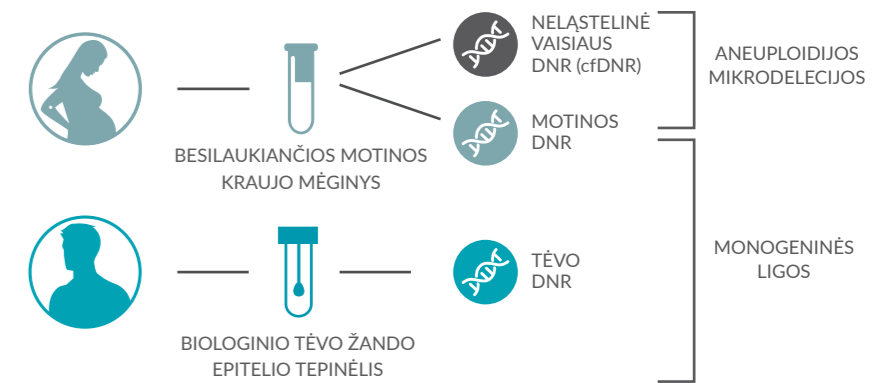 NELĄSTELINĖ
VAISIAUS
DNR (cfDNR)
ANEUPLOIDIJOS
MIKRODELECIJOS
MOTINOS
DNR
BESILAUKIANČIOS MOTINOS
KRAUJO MĖGINYS
MONOGENINĖS
LIGOS
TĖVO
DNR
BIOLOGINIO TĖVO ŽANDO
EPITELIO TEPINĖLIS